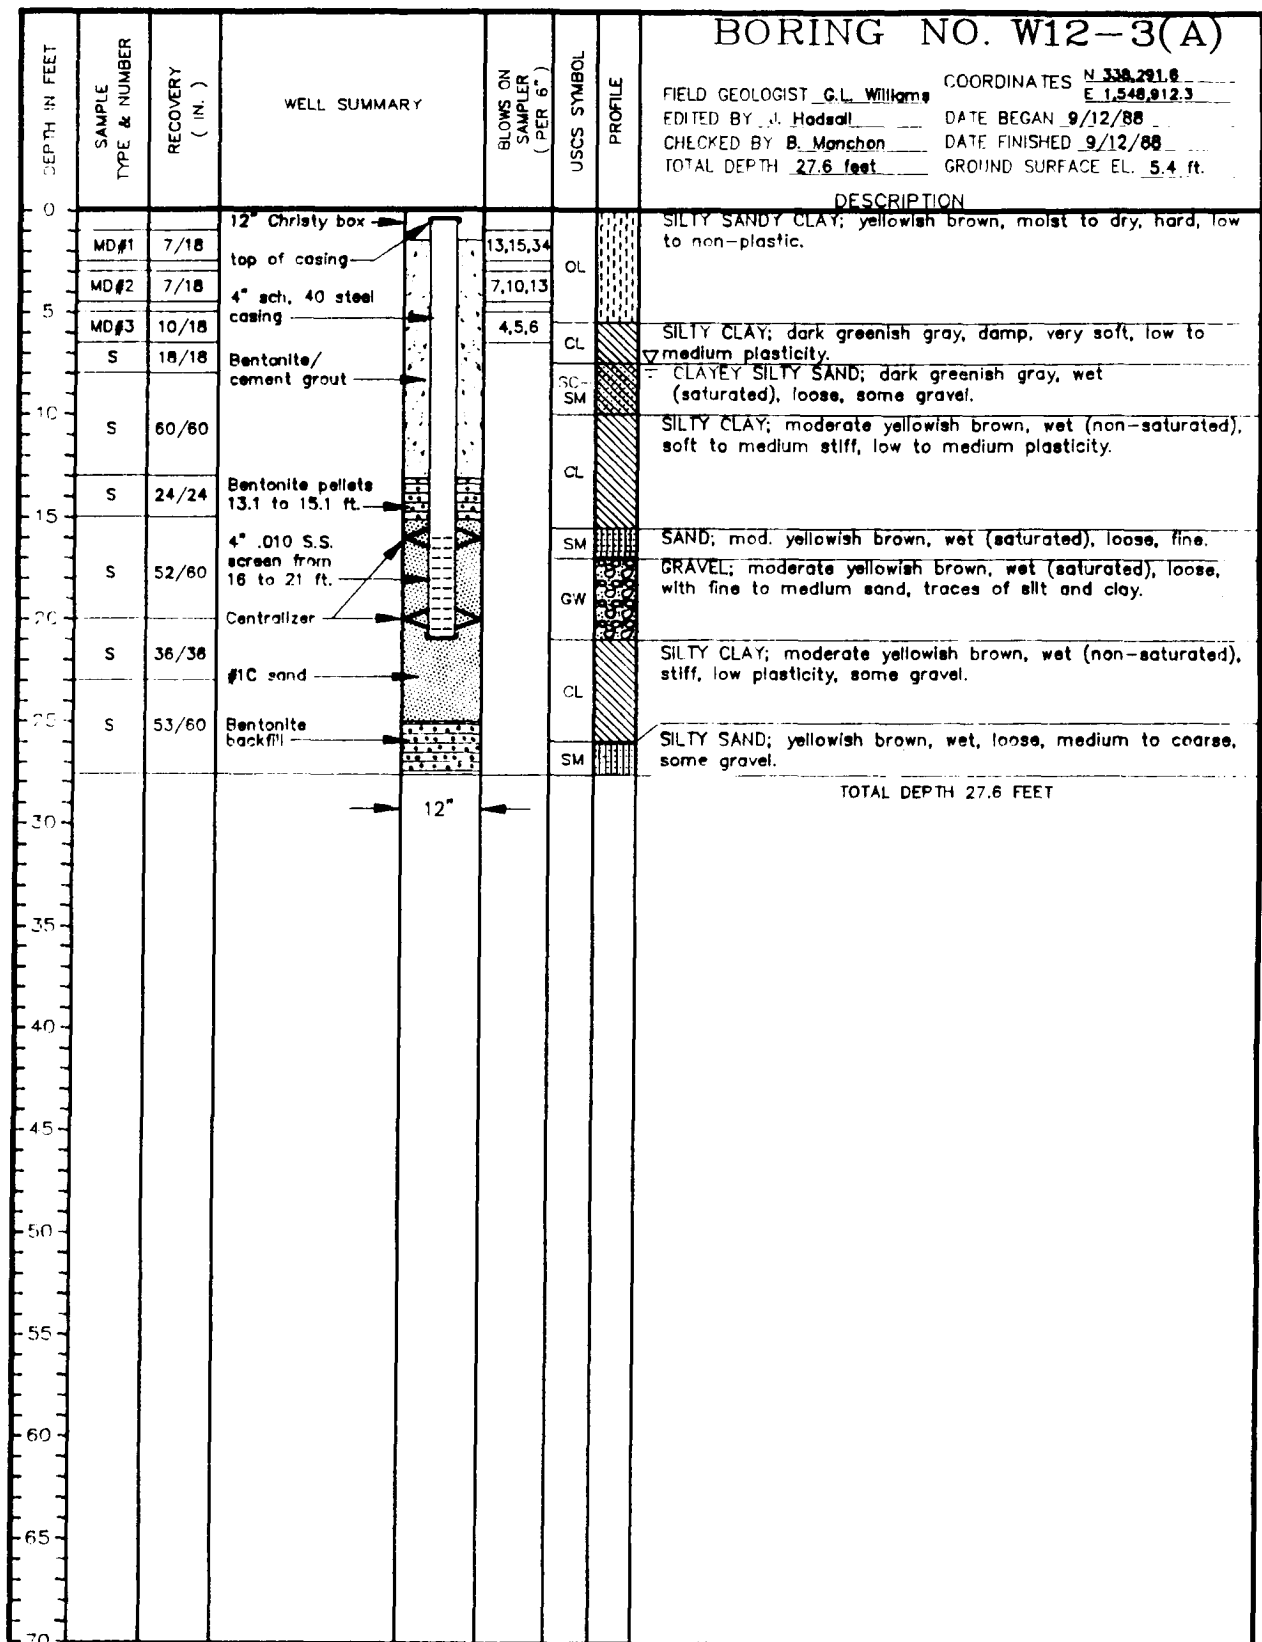 BORING NO. W12-3(A)
DEPTH IN FEET
SAMPLE
TYPE & NUMBER
RECOVERY
( IN. )
WELL SUMMARY
BLOWS ON
SAMPLER
( PER 6" )
USCS SYMBOL
PROFILE
FIELD GEOLOGIST G.L. Williams
EDITED BY J. Hadsall
CHECKED BY B. Manchon
TOTAL DEPTH 27.6 feet
COORDINATES N 338,291.6
E 1,548,912.3
DATE BEGAN 9/12/88
DATE FINISHED 9/12/88
GROUND SURFACE EL. 5.4 ft.
DESCRIPTION
0
5
10
15
20
25
30
35
40
45
50
55
60
65
70
MD#1 7/18
MD#2 7/18
MD#3 10/18
S 18/18
S 60/60
S 24/24
S 52/60
S 36/36
S 53/60
12" Christy box
top of casing
4" sch, 40 steel
casing
Bentonite/
cement grout
Bentonite pellets
13.1 to 15.1 ft.
4" .010 S.S.
screen from
16 to 21 ft.
Centralizer
#1C sand
Bentonite
backfill
12"
13,15,34
7,10,13
4,5,6
OL
CL
SC-
SM
CL
SM
GW
CL
SM
SILTY SANDY CLAY; yellowish brown, moist to dry, hard, low
to non-plastic.
SILTY CLAY; dark greenish gray, damp, very soft, low to
medium plasticity.
CLAYEY SILTY SAND; dark greenish gray, wet
(saturated), loose, some gravel.
SILTY CLAY; moderate yellowish brown, wet (non-saturated),
soft to medium stiff, low to medium plasticity.
SAND; mod. yellowish brown, wet (saturated), loose, fine.
GRAVEL; moderate yellowish brown, wet (saturated), loose,
with fine to medium sand, traces of silt and clay.
SILTY CLAY; moderate yellowish brown, wet (non-saturated),
stiff, low plasticity, some gravel.
SILTY SAND; yellowish brown, wet, loose, medium to coarse,
some gravel.
TOTAL DEPTH 27.6 FEET